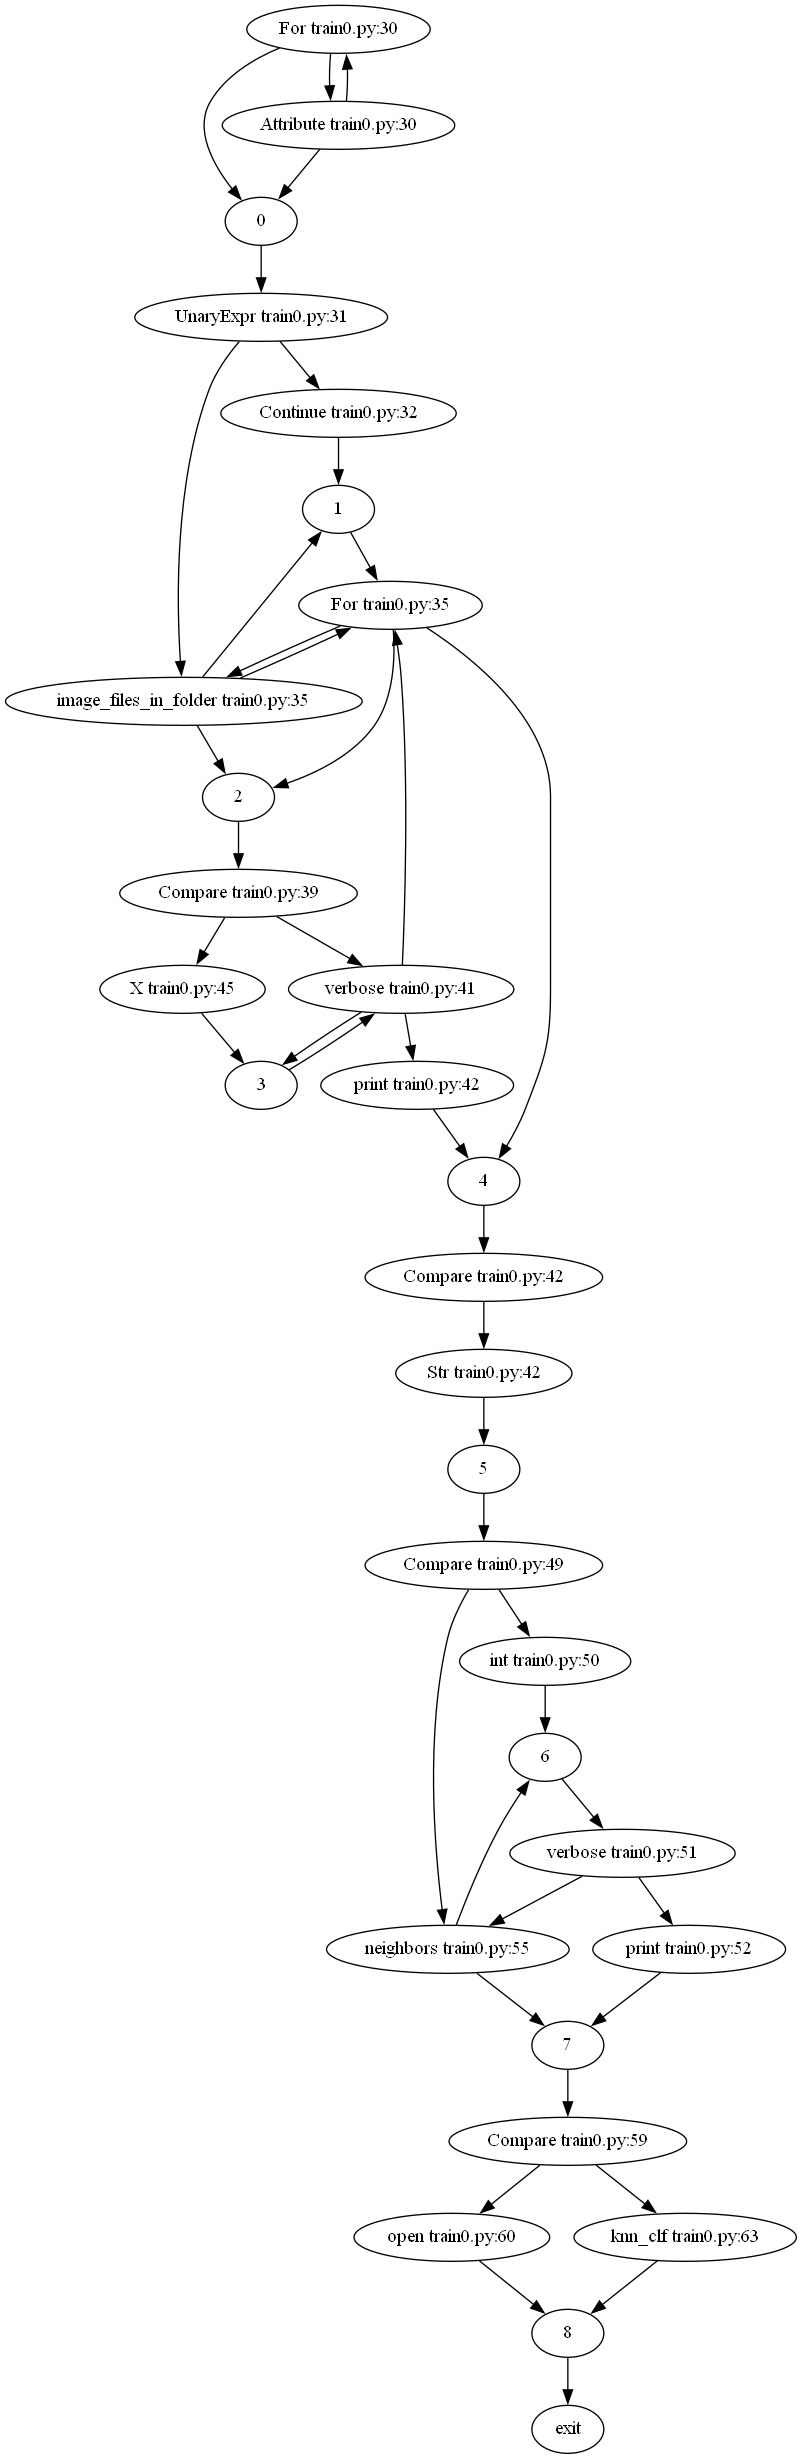 For train0.py:30
Attribute train0.py:30
0
UnaryExpr train0.py:31
Continue train0.py:32
1
For train0.py:35
image_files_in_folder train0.py:35
2
Compare train0.py:39
X train0.py:45
verbose train0.py:41
3
print train0.py:42
4
Compare train0.py:42
Str train0.py:42
5
Compare train0.py:49
int train0.py:50
6
verbose train0.py:51
neighbors train0.py:55
print train0.py:52
7
Compare train0.py:59
open train0.py:60
knn_clf train0.py:63
8
exit